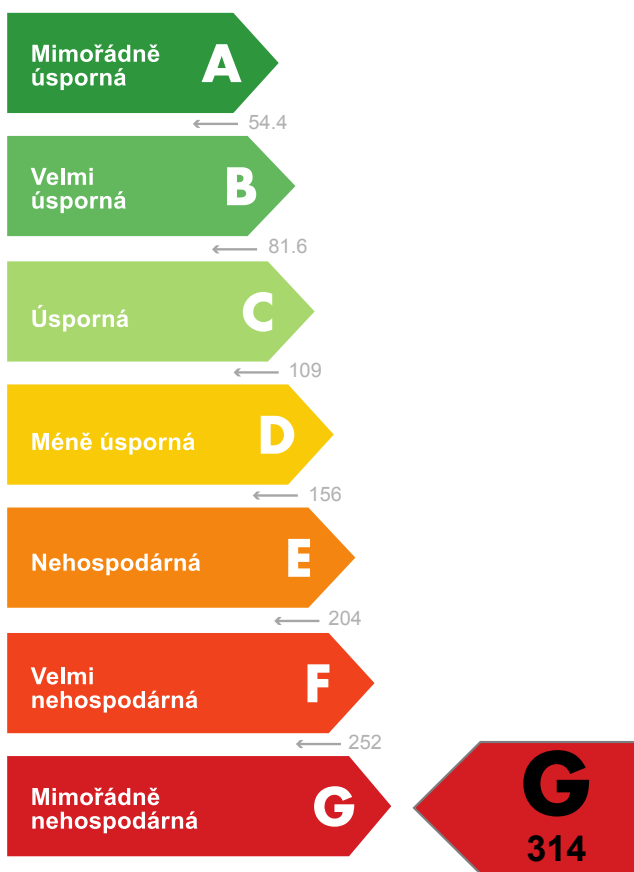 Mimořádně
úsporná
A
54.4
Velmi
úsporná
B
81.6
Úsporná
C
109
Méně úsporná
D
156
Nehospodárná
E
204
Velmi
nehospodárná
F
252
Mimořádně
nehospodárná
G
G
314